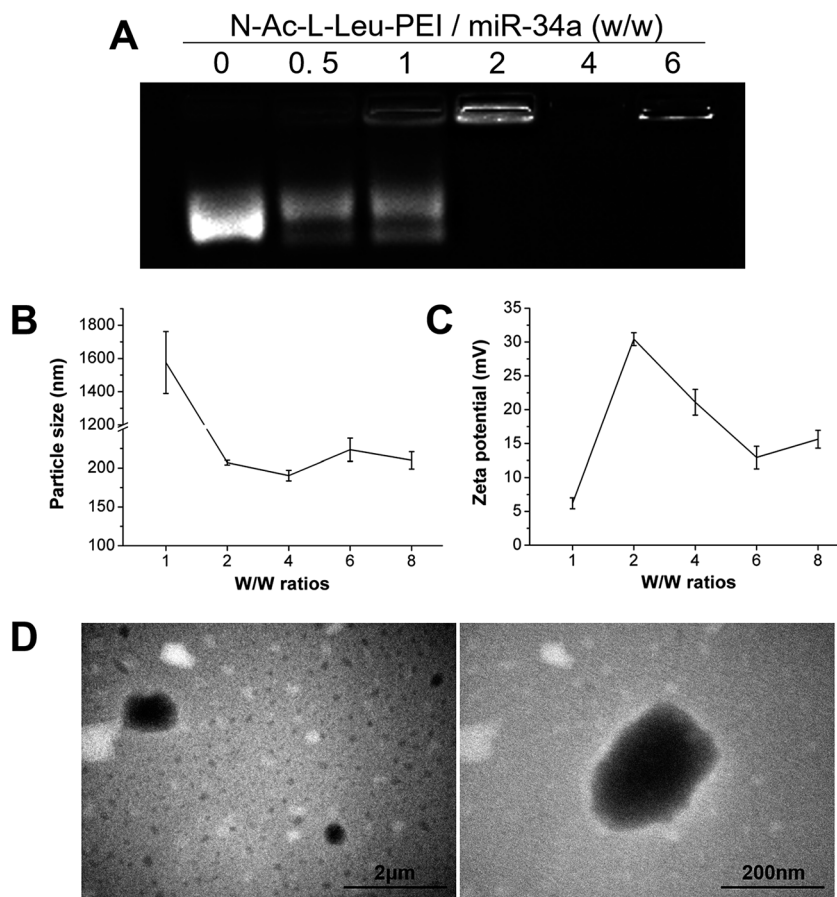 A
N-Ac-L-Leu-PEI / miR-34a (w/w)
0 0.5 1 2 4 6
B
Particle size (nm)
1800
1600
1400
1200
200
150
100
1 2 4 6 8
W/W ratios
C
Zeta potential (mV)
35
30
25
20
15
10
5
0
1 2 4 6 8
W/W ratios
D
2μm
200nm